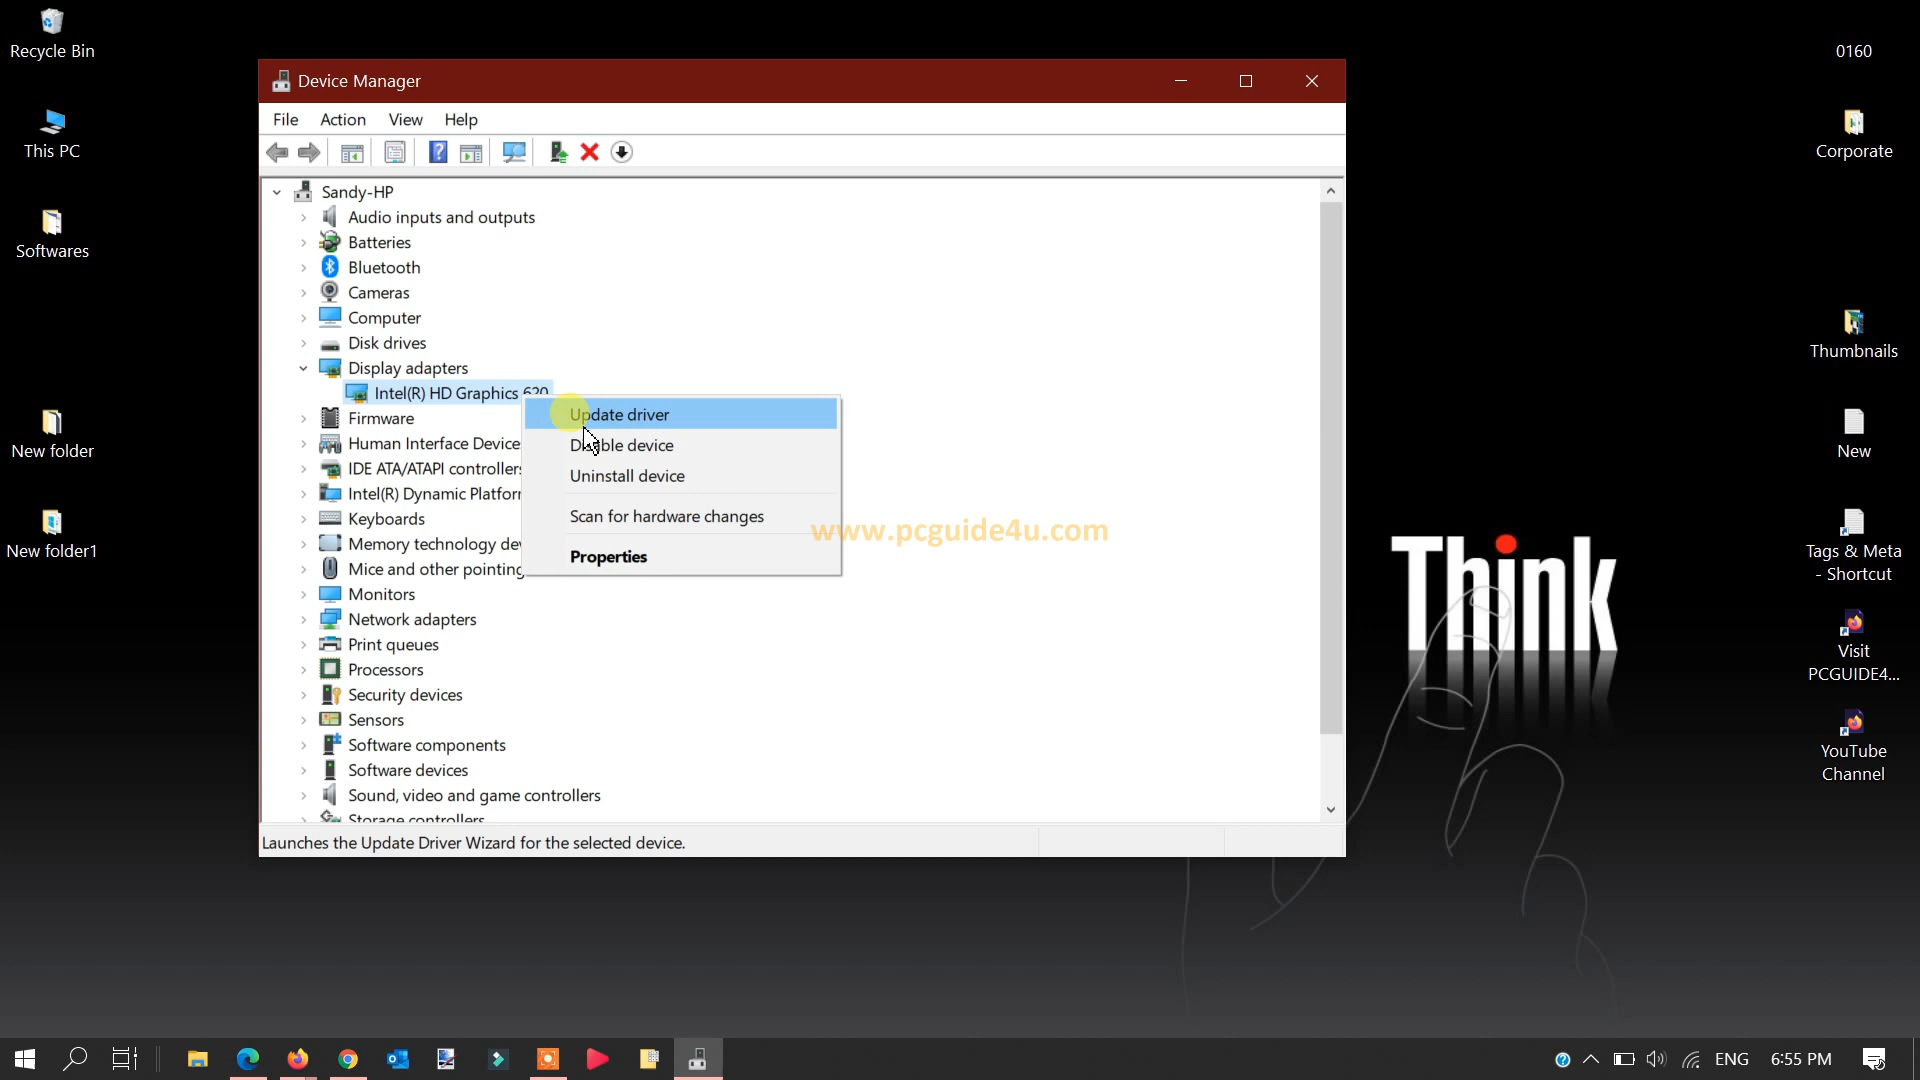 Recycle Bin
This PC
Softwares
New folder
New folder1
Device Manager
File Action View Help
Sandy-HP
Audio inputs and outputs
Batteries
Bluetooth
Cameras
Computer
Disk drives
Display adapters
Intel(R) HD Graphics 620
Firmware
Human Interface Device
IDE ATA/ATAPI controllers
Intel(R) Dynamic Platfor
Keyboards
Memory technology de
Mice and other pointing
Monitors
Network adapters
Print queues
Processors
Security devices
Sensors
Software components
Software devices
Sound, video and game controllers
Storage controllers
Update driver
Disable device
Uninstall device
Scan for hardware changes
Properties
www.pcguide4u.com
Launches the Update Driver Wizard for the selected device.
Think
0160
Corporate
Thumbnails
New
Tags & Meta
- Shortcut
Visit
PCGUIDE4...
YouTube
Channel
ENG 6:55 PM